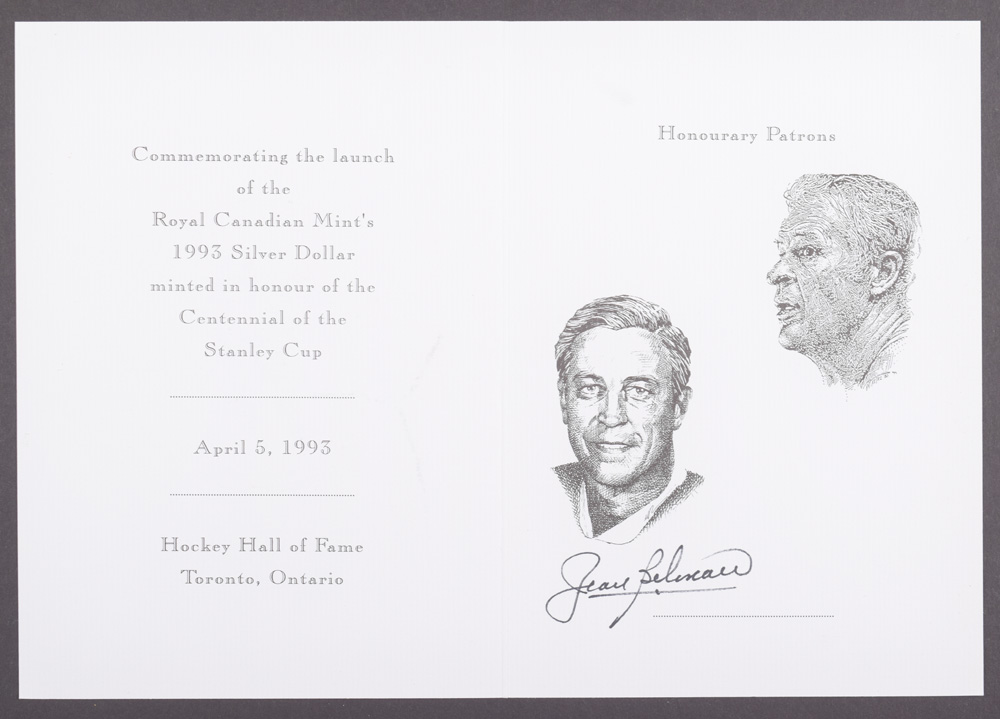 Commemorating the launch
of the
Royal Canadian Mint's
1993 Silver Dollar
minted in honour of the
Centennial of the
Stanley Cup
April 5, 1993
Hockey Hall of Fame
Toronto, Ontario
Honourary Patrons
Jean Beliveau